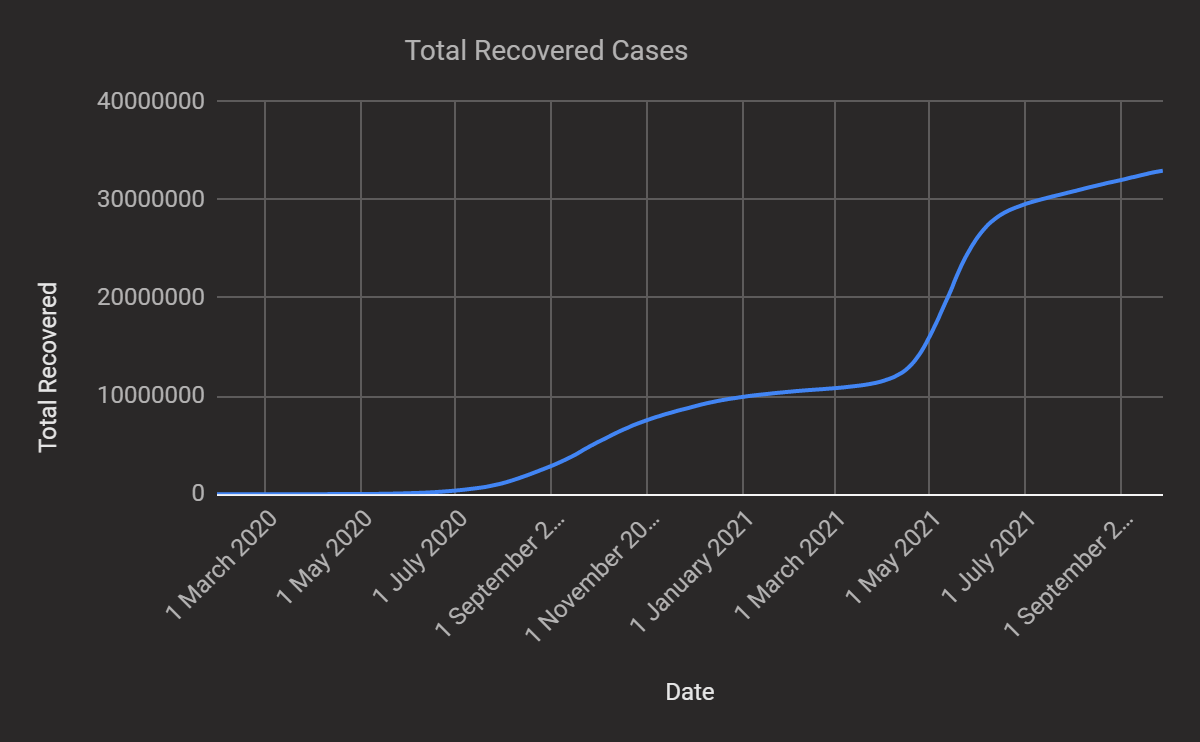 Total Recovered Cases
40000000
30000000
20000000
10000000
0
Total Recovered
1 March 2020
1 May 2020
1 July 2020
1 September 2...
1 November 20...
1 January 2021
1 March 2021
1 May 2021
1 July 2021
1 September 2...
Date